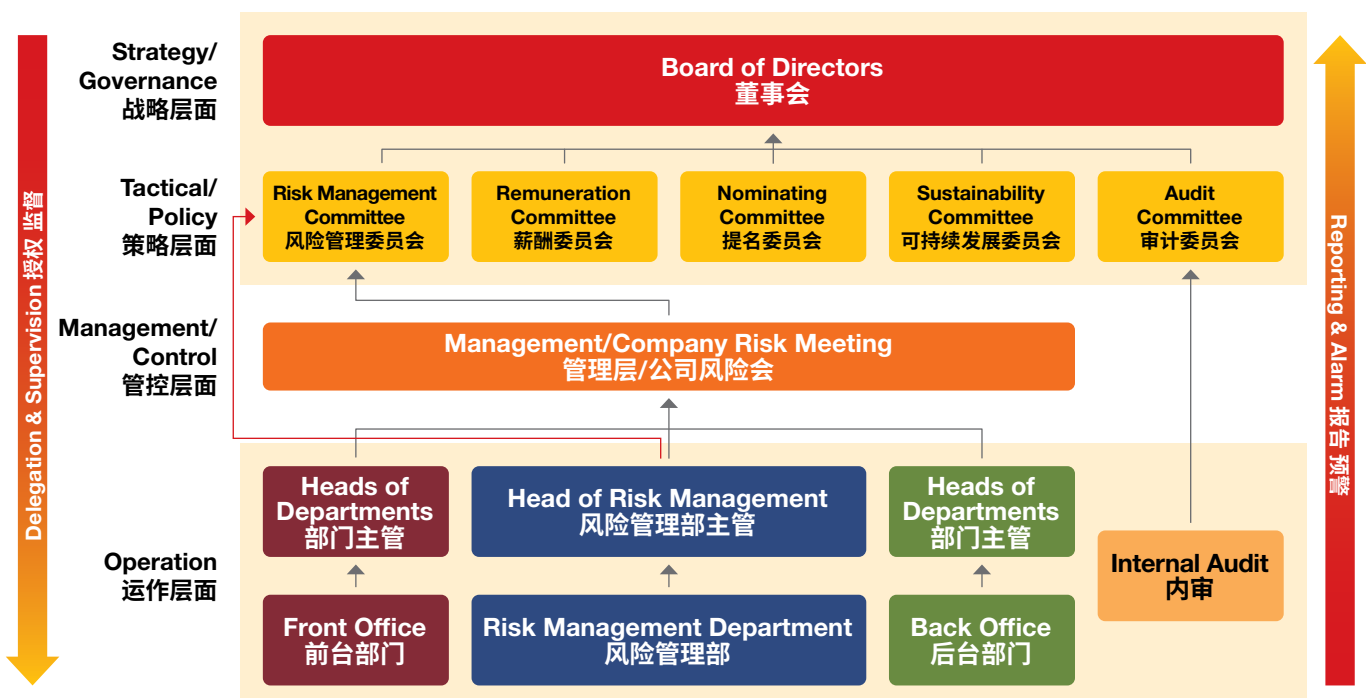 Strategy/
Governance
战略层面
Board of Directors
董事会
Tactical/
Policy
策略层面
Risk Management
Committee
风险管理委员会
Remuneration
Committee
薪酬委员会
Nominating
Committee
提名委员会
Sustainability
Committee
可持续发展委员会
Audit
Committee
审计委员会
Management/
Control
管控层面
Management/Company Risk Meeting
管理层/公司风险会
Operation
运作层面
Heads of
Departments
部门主管
Head of Risk Management
风险管理部主管
Heads of
Departments
部门主管
Internal Audit
内审
Front Office
前台部门
Risk Management Department
风险管理部
Back Office
后台部门
Delegation & Supervision 授权 监督
Reporting & Alarm 报告 预警